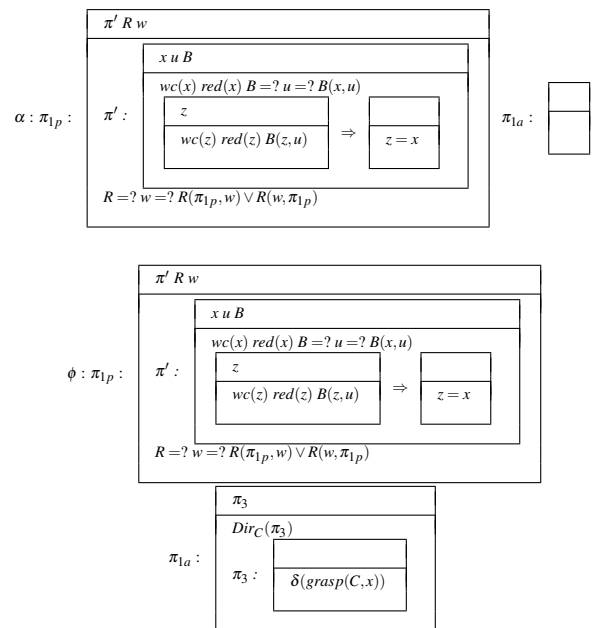 π′ R w
x u B
wc(x) red(x) B =? u =? B(x,u)
z
α : π₁ₚ : π′ : wc(z) red(z) B(z,u) ⇒ z = x π₁ₐ :
R =? w =? R(π₁ₚ,w) ∨ R(w,π₁ₚ)
π′ R w
x u B
wc(x) red(x) B =? u =? B(x,u)
z
ϕ : π₁ₚ : π′ : wc(z) red(z) B(z,u) ⇒ z = x
R =? w =? R(π₁ₚ,w) ∨ R(w,π₁ₚ)
π₃
Dir_C(π₃)
π₁ₐ : π₃ : δ(grasp(C,x))